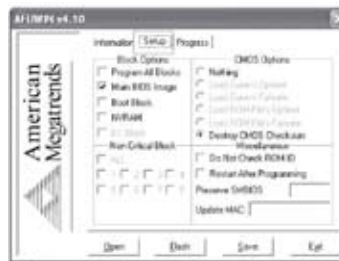 AFUWIN v4.10
Information Setup Progress
American
Megatrends
Block Options
Program All Blocks
Main BIOS Image
Boot Block
NVRAM
Non Critical Block
CMOS Options
Nothing
Destroy CMOS Checksum
Miscellaneous
Do Not Check ROM ID
Restart After Programming
Preserve SMBIOS
Update MAC
Open Flash Save Exit